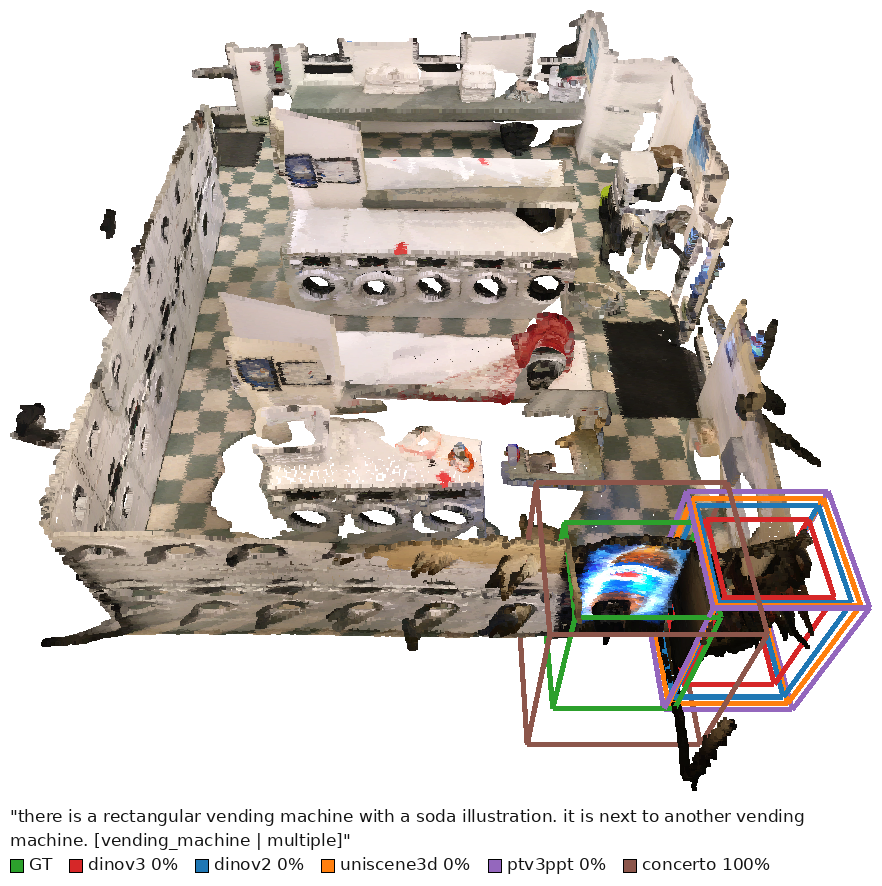 "there is a rectangular vending machine with a soda illustration. it is next to another vending
machine. [vending_machine | multiple]"
GT dinov3 0% dinov2 0% uniscene3d 0% ptv3ppt 0% concerto 100%